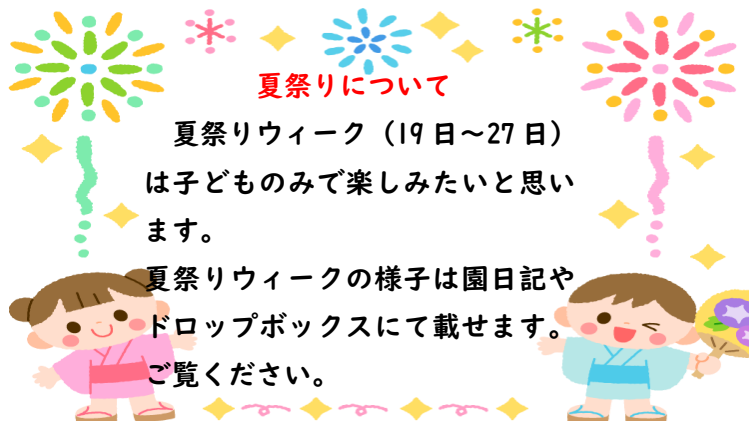 夏祭りについて
夏祭りウィーク（19日～27日）
は子どものみで楽しみたいと思い
ます。
夏祭りウィークの様子は園日記や
ドロップボックスにて載せます。
ご覧ください。